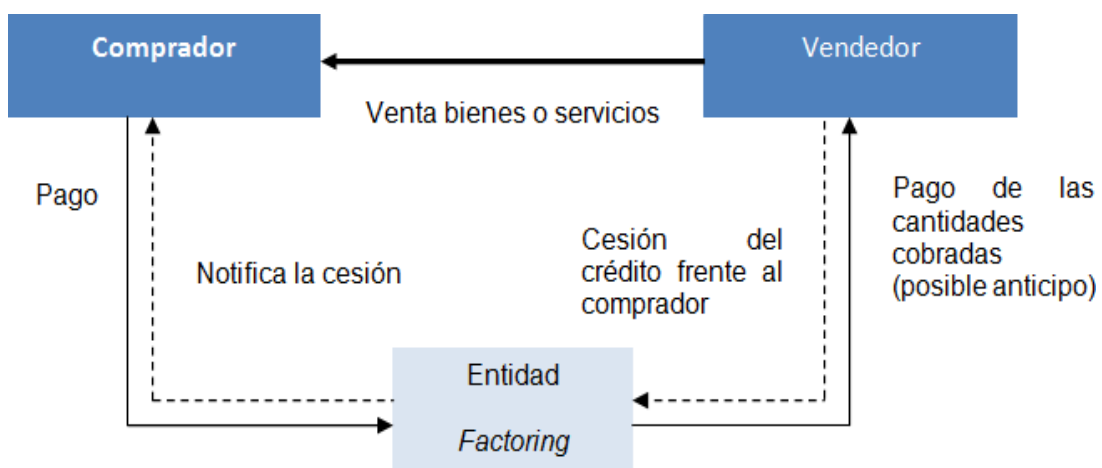 Comprador
Vendedor
Venta bienes o servicios
Pago
Pago de las
cantidades
cobradas
(posible anticipo)
Cesión del
crédito frente al
comprador
Notifica la cesión
Entidad
Factoring